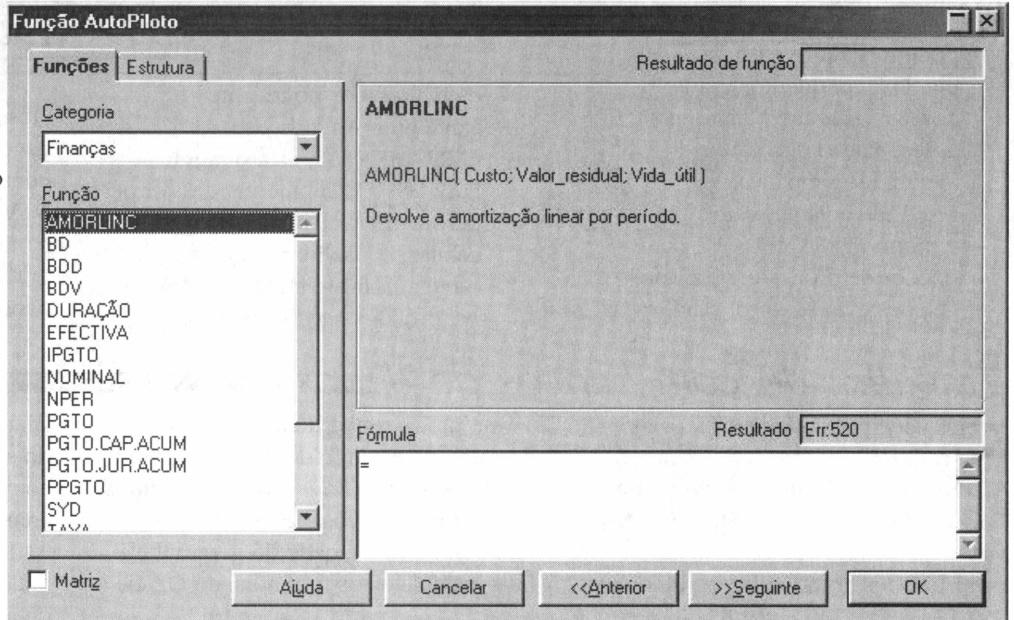 Função AutoPiloto
Funções Estrutura
Resultado de função
Categoria
Finanças
Função
AMORLINC
BD
BDD
BDV
DURAÇÃO
EFECTIVA
IPGTO
NOMINAL
NPER
PGTO
PGTO.CAP.ACUM
PGTO.JUR.ACUM
PPGTO
SYD
TAXA
AMORLINC
AMORLINC( Custo; Valor_residual; Vida_útil )
Devolve a amortização linear por período.
Fórmula
Resultado Err:520
=
Matriz
Ajuda Cancelar <<Anterior >>Seguinte OK